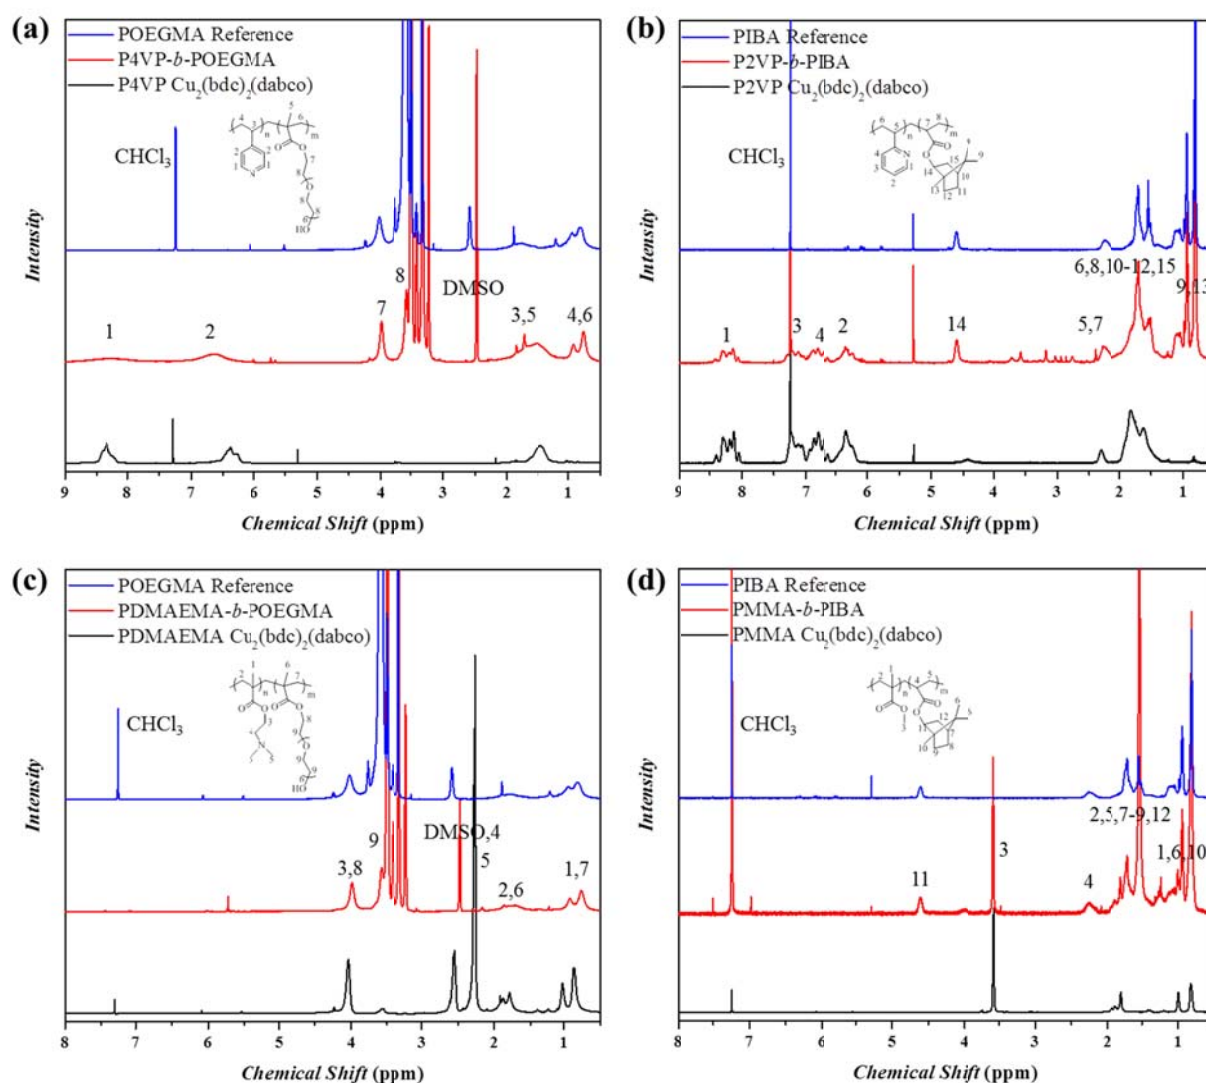 (a)
POEGMA Reference
P4VP-b-POEGMA
P4VP Cu2(bdc)2(dabco)
CHCl3
8
DMSO
7
3,5
4,6
1
2
Intensity
9 8 7 6 5 4 3 2 1
Chemical Shift (ppm)
(b)
PIBA Reference
P2VP-b-PIBA
P2VP Cu2(bdc)2(dabco)
CHCl3
6,8,10-12,15
9,13
1
3
4
2
14
5,7
Intensity
9 8 7 6 5 4 3 2 1
Chemical Shift (ppm)
(c)
POEGMA Reference
PDMAEMA-b-POEGMA
PDMAEMA Cu2(bdc)2(dabco)
CHCl3
9
DMSO,4
3,8
5
2,6
1,7
Intensity
8 7 6 5 4 3 2 1
Chemical Shift (ppm)
(d)
PIBA Reference
PMMA-b-PIBA
PMMA Cu2(bdc)2(dabco)
CHCl3
2,5,7-9,12
3
1,6,10
11
4
Intensity
8 7 6 5 4 3 2 1
Chemical Shift (ppm)